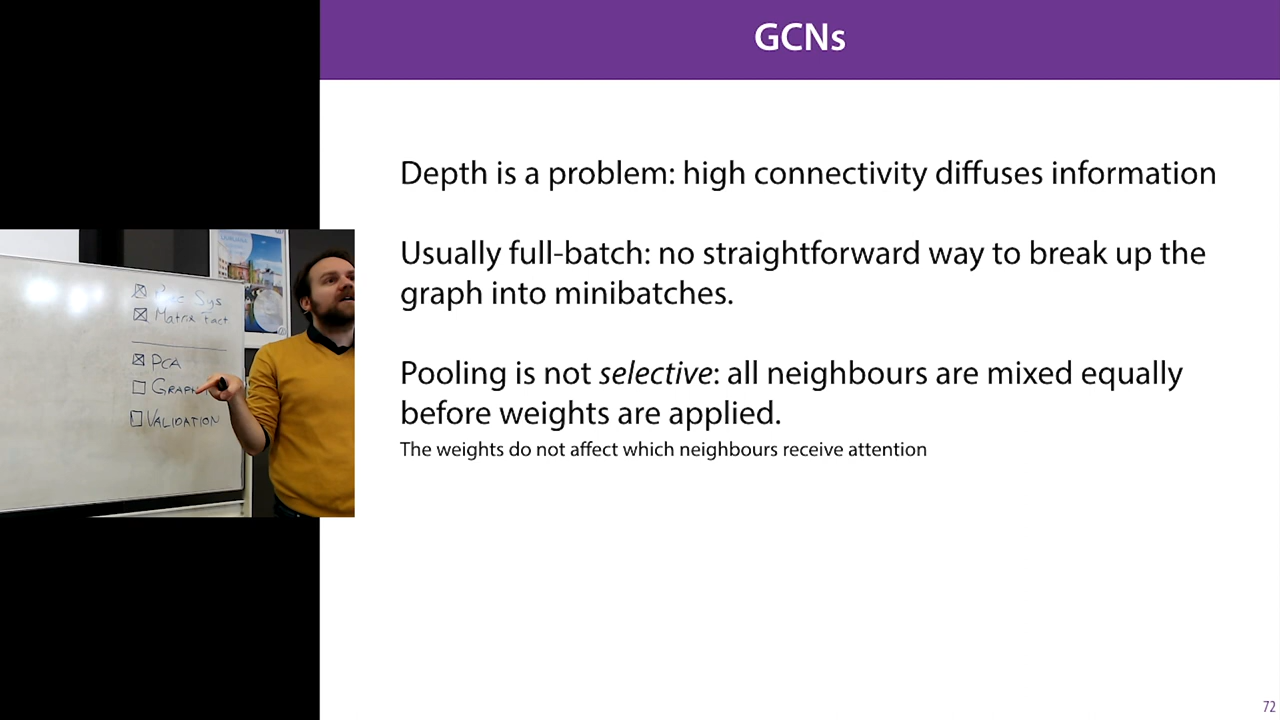 GCNs
Depth is a problem: high connectivity diffuses information
Usually full-batch: no straightforward way to break up the
graph into minibatches.
Pooling is not selective: all neighbours are mixed equally
before weights are applied.
The weights do not affect which neighbours receive attention
Sys
Matrix Fact
PCA
VALIDATION
72